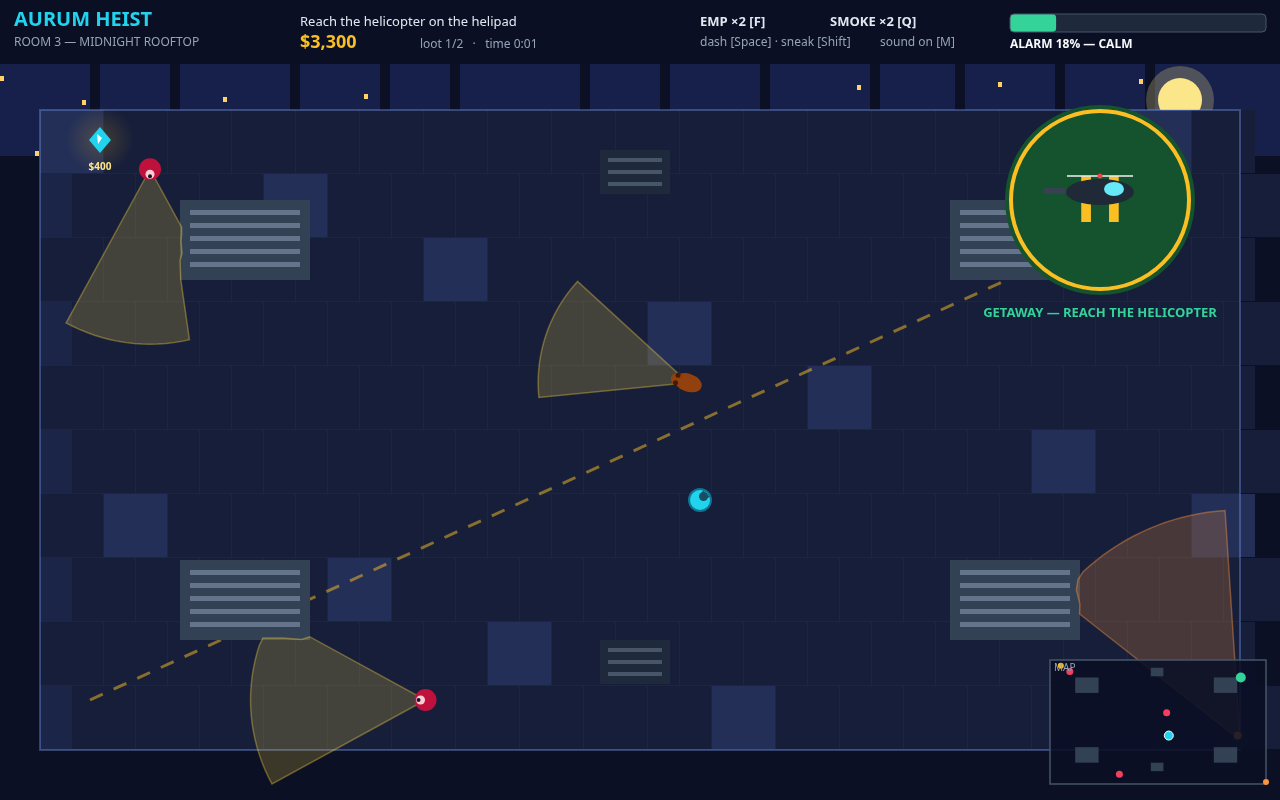 AURUM HEIST
ROOM 3 — MIDNIGHT ROOFTOP
Reach the helicopter on the helipad
$3,300
loot 1/2 · time 0:01
EMP ×2 [F]
SMOKE ×2 [Q]
dash [Space] · sneak [Shift]
sound on [M]
ALARM 18% — CALM
$400
GETAWAY — REACH THE HELICOPTER
MAP